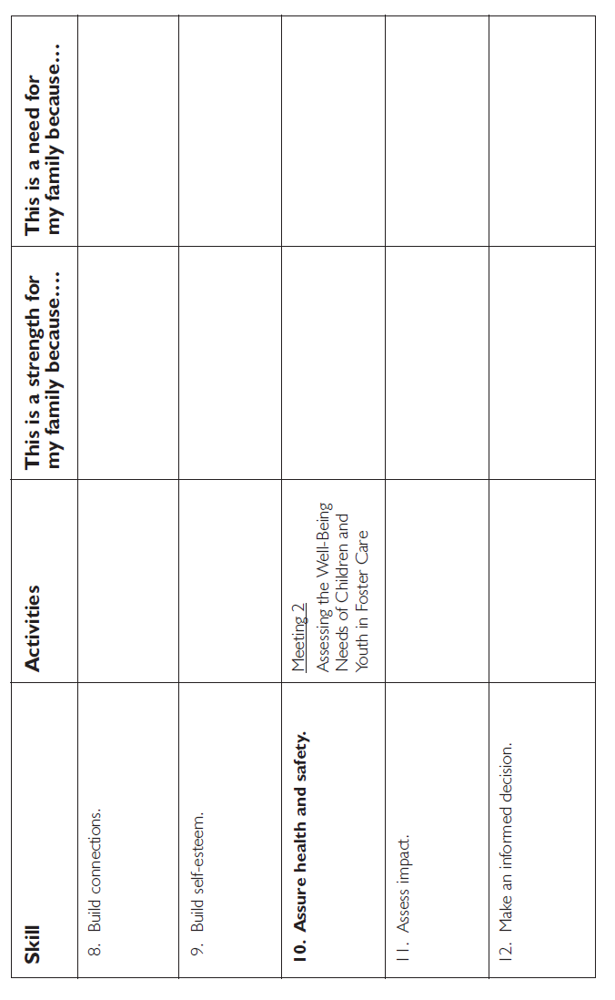 Skill
Activities
This is a strength for
my family because....
This is a need for
my family because...
8. Build connections.
9. Build self-esteem.
10. Assure health and safety.
Meeting 2
Assessing the Well-Being
Needs of Children and
Youth in Foster Care
11. Assess impact.
12. Make an informed decision.